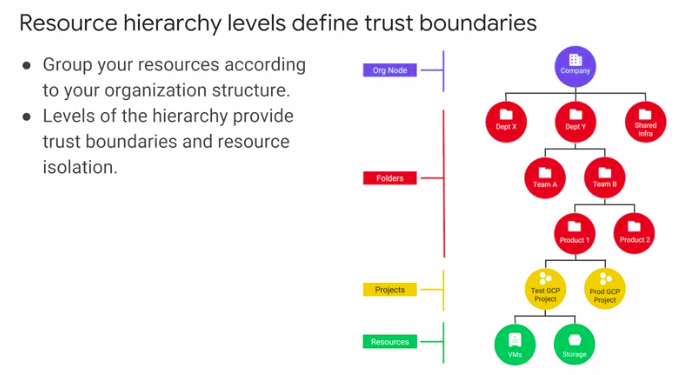 Resource hierarchy levels define trust boundaries
● Group your resources according
to your organization structure.
● Levels of the hierarchy provide
trust boundaries and resource
isolation.
Org Node
Company
Folders
Dept X
Dept Y
Shared
infra
Team A
Team B
Product 1
Product 2
Projects
Test GCP
Project
Prod GCP
Project
Resources
VMs
Storage